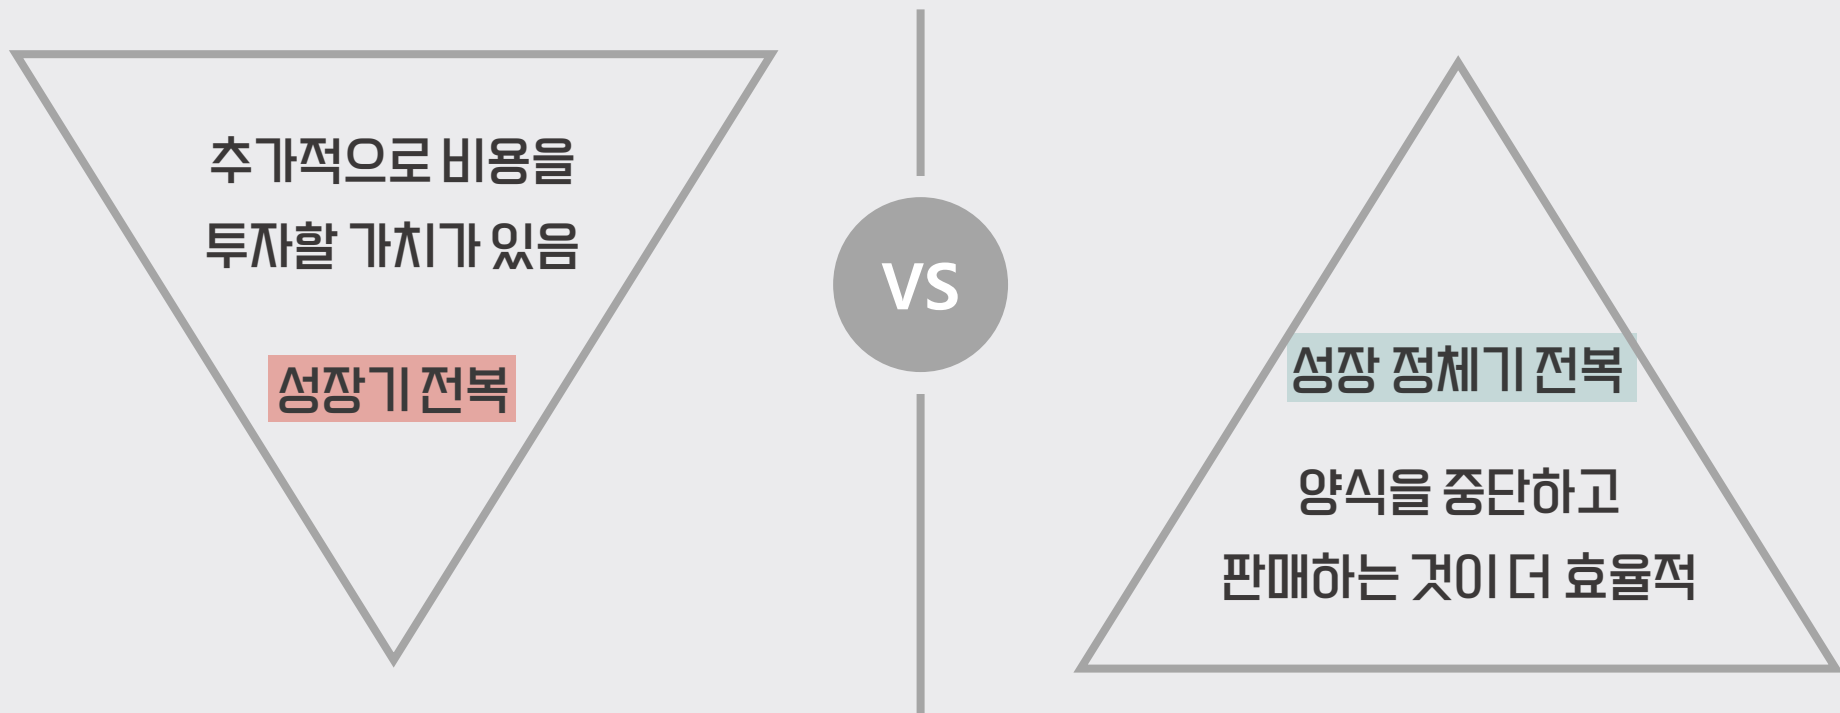 추가적으로 비용을
투자할 가치가 있음
성장기 전복
VS
성장 정체기 전복
양식을 중단하고
판매하는 것이 더 효율적